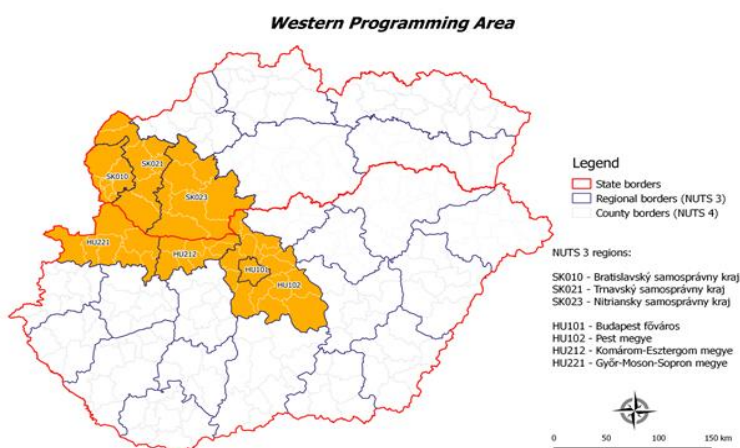 Western Programming Area
SK021
SK010
SK023
HU221
HU212
HU101
HU102
Legend
State borders
Regional borders (NUTS 3)
County borders (NUTS 4)
NUTS 3 regions:
SK010 - Bratislavský samosprávny kraj
SK021 - Trnavský samosprávny kraj
SK023 - Nitriansky samosprávny kraj
HU101 - Budapest főváros
HU102 - Pest megye
HU212 - Komárom-Esztergom megye
HU221 - Győr-Moson-Sopron megye
0 50 100 150 km